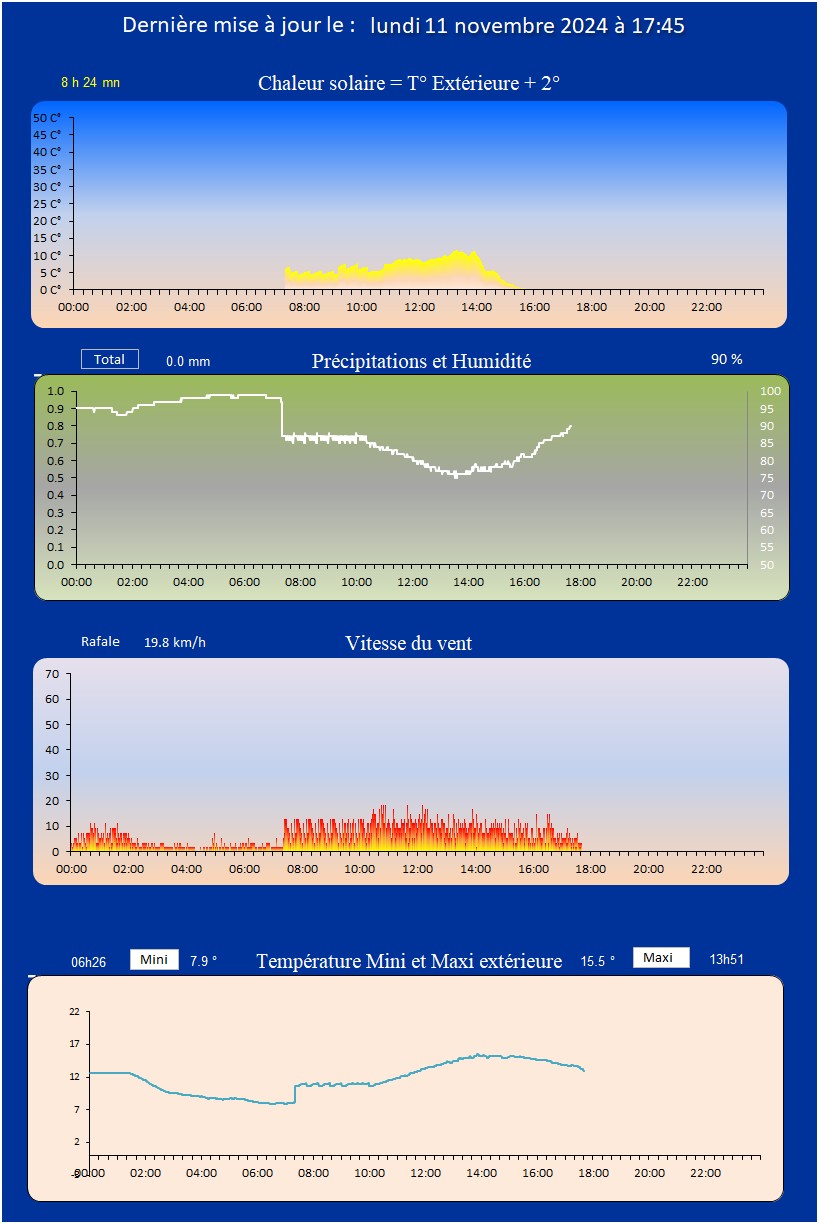 Dernière mise à jour le : lundi 11 novembre 2024 à 17:45
8 h 24 mn Chaleur solaire = T° Extérieure + 2°
50 C°
45 C°
40 C°
35 C°
30 C°
25 C°
20 C°
15 C°
10 C°
5 C°
0 C°
00:00 02:00 04:00 06:00 08:00 10:00 12:00 14:00 16:00 18:00 20:00 22:00
Total 0.0 mm Précipitations et Humidité 90 %
1.0 100
0.9 95
0.8 90
0.7 85
0.6 80
0.5 75
0.4 70
0.3 65
0.2 60
0.1 55
0.0 50
00:00 02:00 04:00 06:00 08:00 10:00 12:00 14:00 16:00 18:00 20:00 22:00
Rafale 19.8 km/h Vitesse du vent
70
60
50
40
30
20
10
0
00:00 02:00 04:00 06:00 08:00 10:00 12:00 14:00 16:00 18:00 20:00 22:00
06h26 Mini 7.9 ° Température Mini et Maxi extérieure 15.5 ° Maxi 13h51
22
17
12
7
2
-3
00:00 02:00 04:00 06:00 08:00 10:00 12:00 14:00 16:00 18:00 20:00 22:00